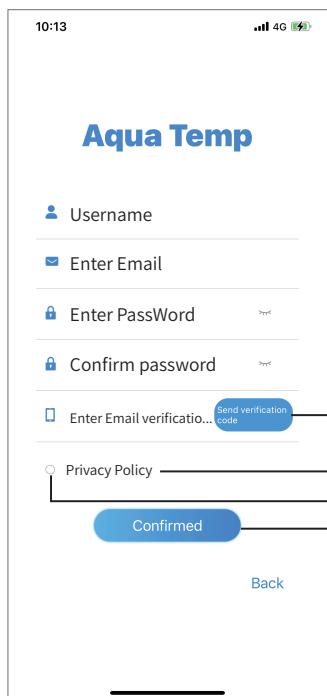 10:13 4G
Aqua Temp
Username
Enter Email
Enter PassWord
Confirm password
Enter Email verificatio...
Send verification
code
Privacy Policy
Confirmed
Back